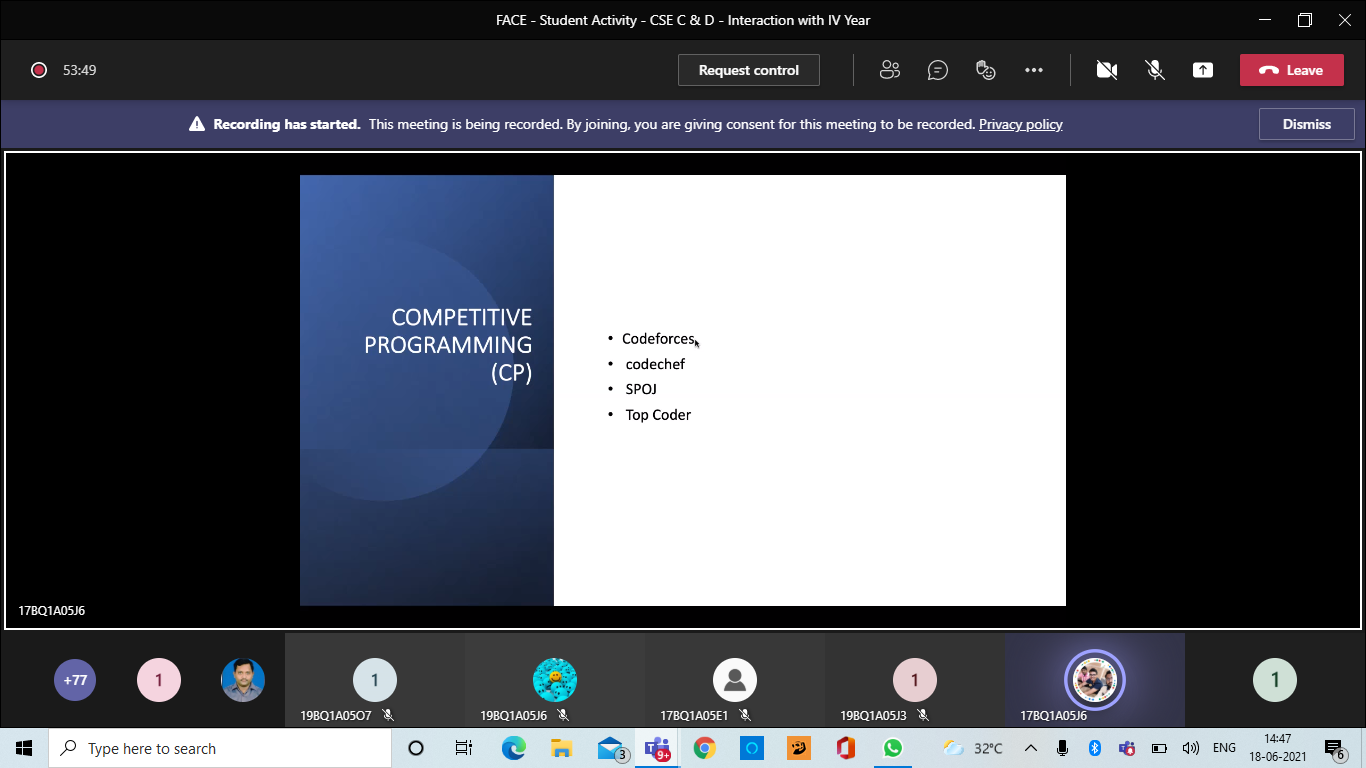 FACE - Student Activity - CSE C & D - Interaction with IV Year
53:49
Request control
Leave
Recording has started. This meeting is being recorded. By joining, you are giving consent for this meeting to be recorded. Privacy policy
Dismiss
COMPETITIVE
PROGRAMMING
(CP)
• Codeforces
• codechef
• SPOJ
• Top Coder
17BQ1A05J6
+77
1
1
1
1
19BQ1A05O7
19BQ1A05J6
17BQ1A05E1
19BQ1A05J3
17BQ1A05J6
Type here to search
3
9+
32°C
ENG
14:47
18-06-2021
6